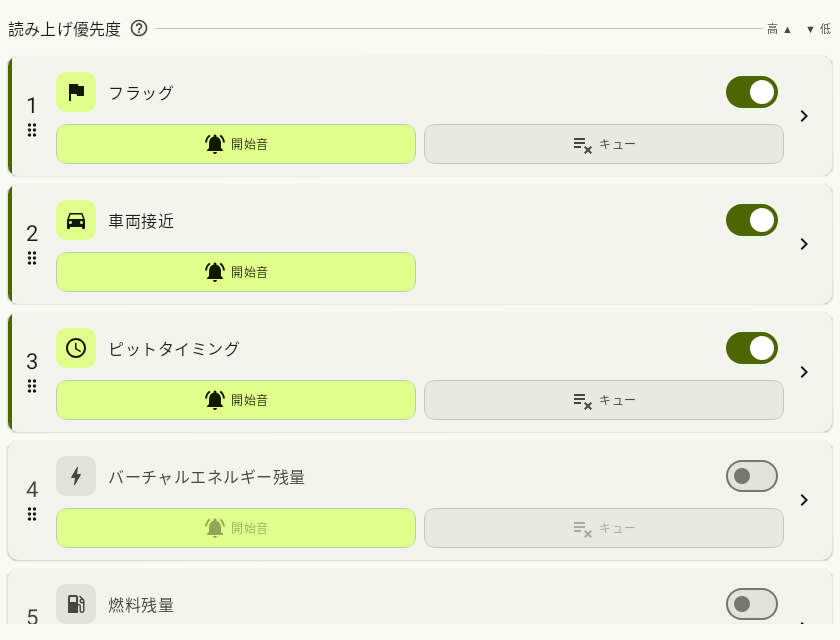 読み上げ優先度
高 ▲ ▼ 低
1
フラッグ
開始音
キュー
2
車両接近
開始音
3
ピットタイミング
開始音
キュー
4
バーチャルエネルギー残量
開始音
キュー
5
燃料残量